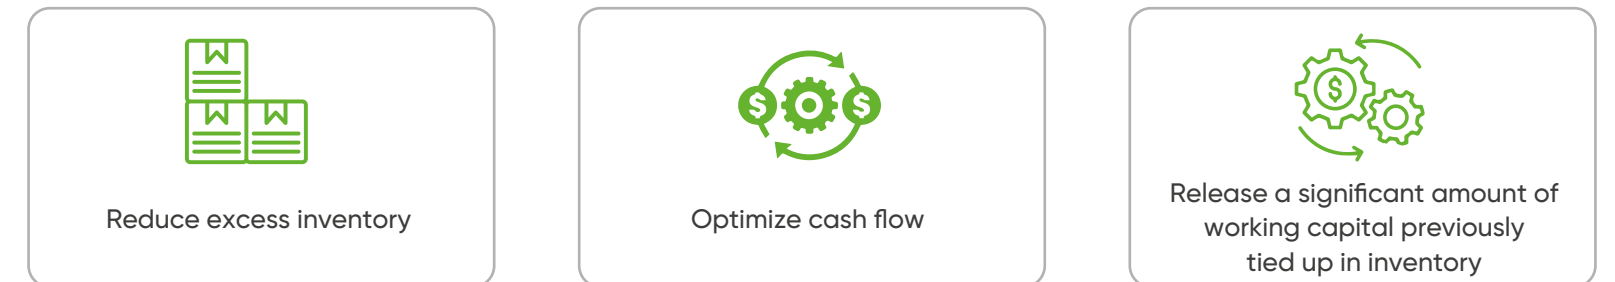 Reduce excess inventory
Optimize cash flow
Release a significant amount of
working capital previously
tied up in inventory